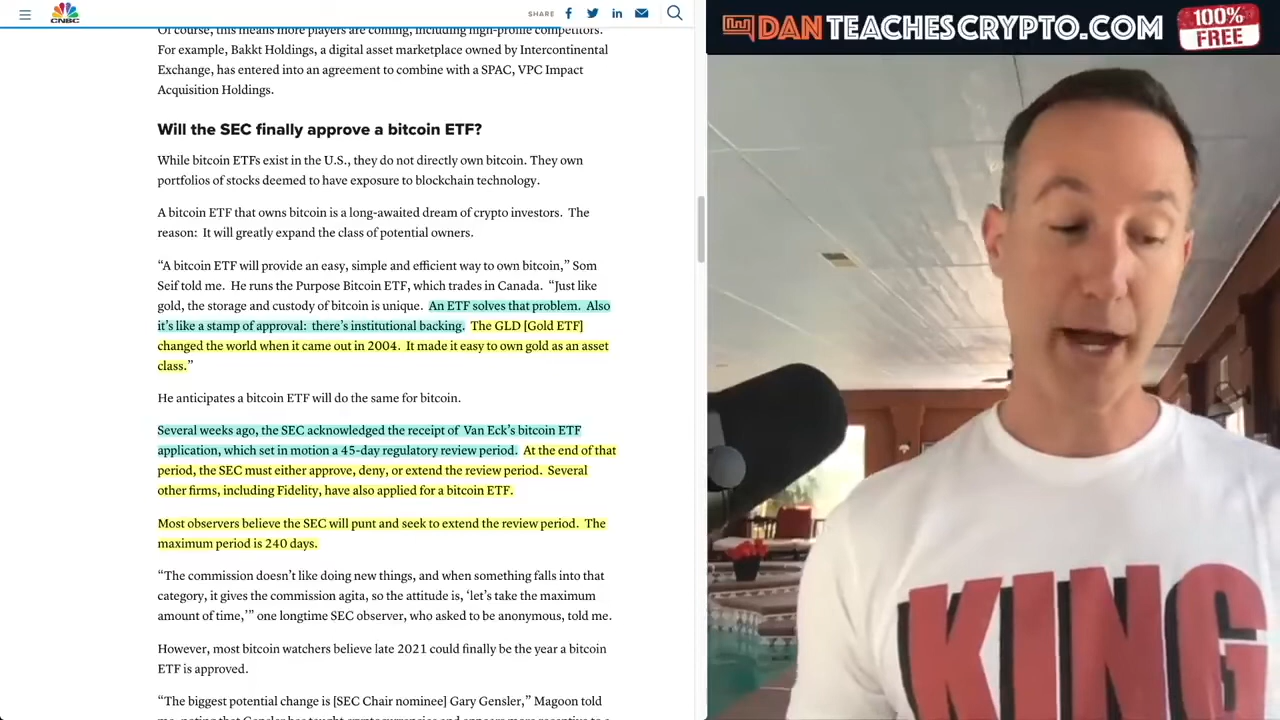 CNBC
SHARE
DANTEACHESCRYPTO.COM
100%
FREE
Of course, this means more players are coming, including high-profile competitors.
For example, Bakkt Holdings, a digital asset marketplace owned by Intercontinental
Exchange, has entered into an agreement to combine with a SPAC, VPC Impact
Acquisition Holdings.
Will the SEC finally approve a bitcoin ETF?
While bitcoin ETFs exist in the U.S., they do not directly own bitcoin. They own
portfolios of stocks deemed to have exposure to blockchain technology.
A bitcoin ETF that owns bitcoin is a long-awaited dream of crypto investors. The
reason: It will greatly expand the class of potential owners.
“A bitcoin ETF will provide an easy, simple and efficient way to own bitcoin,” Som
Seif told me. He runs the Purpose Bitcoin ETF, which trades in Canada. “Just like
gold, the storage and custody of bitcoin is unique. An ETF solves that problem. Also
it’s like a stamp of approval: there’s institutional backing. The GLD [Gold ETF]
changed the world when it came out in 2004. It made it easy to own gold as an asset
class.”
He anticipates a bitcoin ETF will do the same for bitcoin.
Several weeks ago, the SEC acknowledged the receipt of Van Eck’s bitcoin ETF
application, which set in motion a 45-day regulatory review period. At the end of that
period, the SEC must either approve, deny, or extend the review period. Several
other firms, including Fidelity, have also applied for a bitcoin ETF.
Most observers believe the SEC will punt and seek to extend the review period. The
maximum period is 240 days.
“The commission doesn’t like doing new things, and when something falls into that
category, it gives the commission agita, so the attitude is, ‘let’s take the maximum
amount of time,’” one longtime SEC observer, who asked to be anonymous, told me.
However, most bitcoin watchers believe late 2021 could finally be the year a bitcoin
ETF is approved.
“The biggest potential change is [SEC Chair nominee] Gary Gensler,” Magoon told
KING